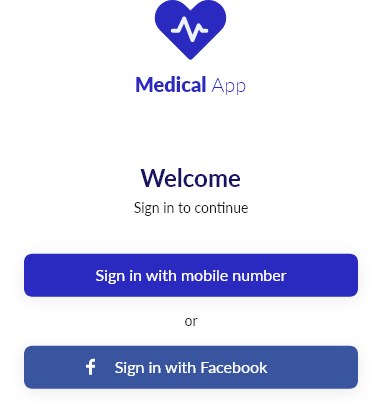 Medical App
Welcome
Sign in to continue
Sign in with mobile number
or
Sign in with Facebook